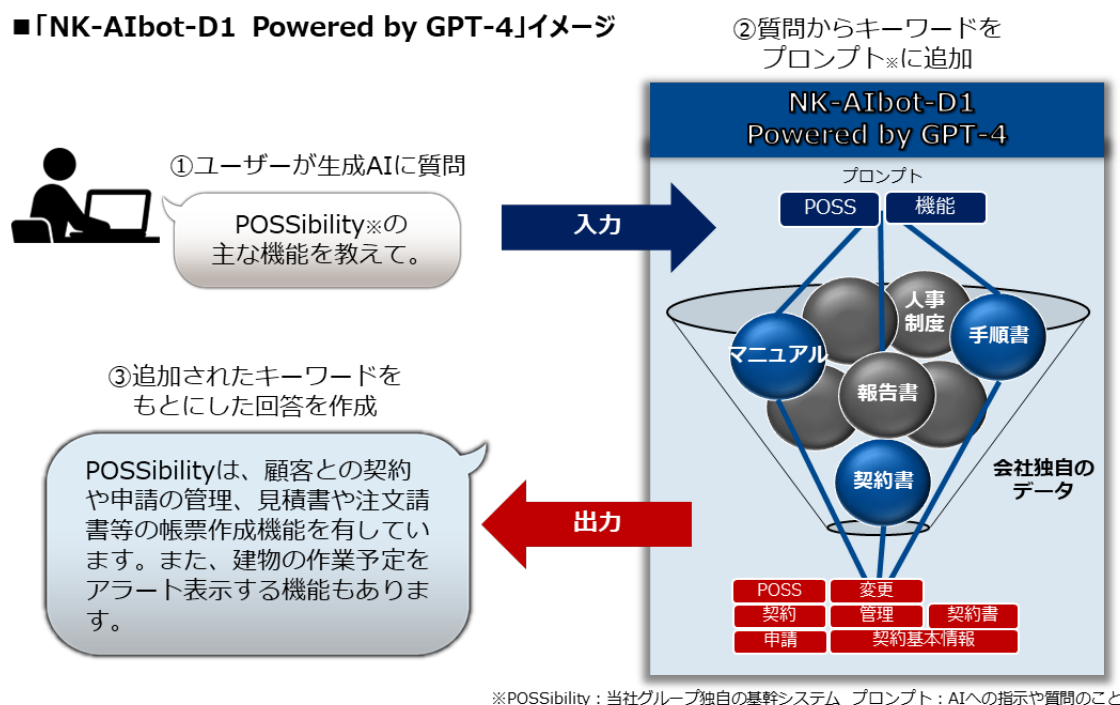 ■「NK-AIbot-D1 Powered by GPT-4」イメージ
①ユーザーが生成AIに質問
POSSibility※の
主な機能を教えて。
入力
②質問からキーワードを
プロンプト※に追加
NK-AIbot-D1
Powered by GPT-4
プロンプト
POSS
機能
人事
制度
手順書
マニュアル
報告書
契約書
会社独自の
データ
POSS
変更
契約
管理
契約書
申請
契約基本情報
出力
③追加されたキーワードを
もとにした回答を作成
POSSibilityは、顧客との契約
や申請の管理、見積書や注文請
書等の帳票作成機能を有してい
ます。また、建物の作業予定を
アラート表示する機能もありま
す。
※POSSibility：当社グループ独自の基幹システム プロンプト：AIへの指示や質問のこと